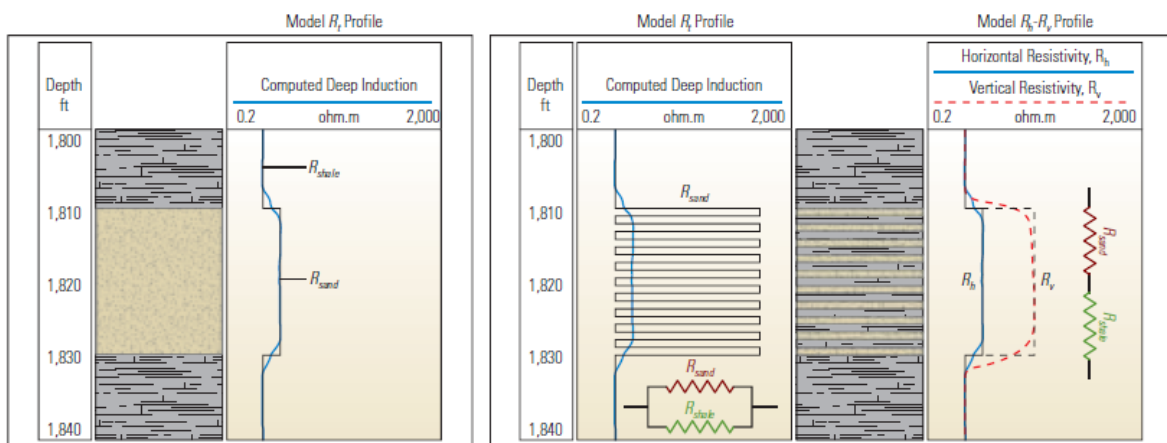 Model Rt Profile
Depth
ft
Computed Deep Induction
0.2 ohm.m 2,000
1,800
1,810
1,820
1,830
1,840
Rshale
Rsand
Model Rt Profile
Model Rh-Rv Profile
Depth
ft
Computed Deep Induction
0.2 ohm.m 2,000
Horizontal Resistivity, Rh
Vertical Resistivity, Rv
0.2 ohm.m 2,000
1,800
1,810
1,820
1,830
1,840
Rsand
Rsand
Rshale
Rh
Rv
Rsand
Rshale